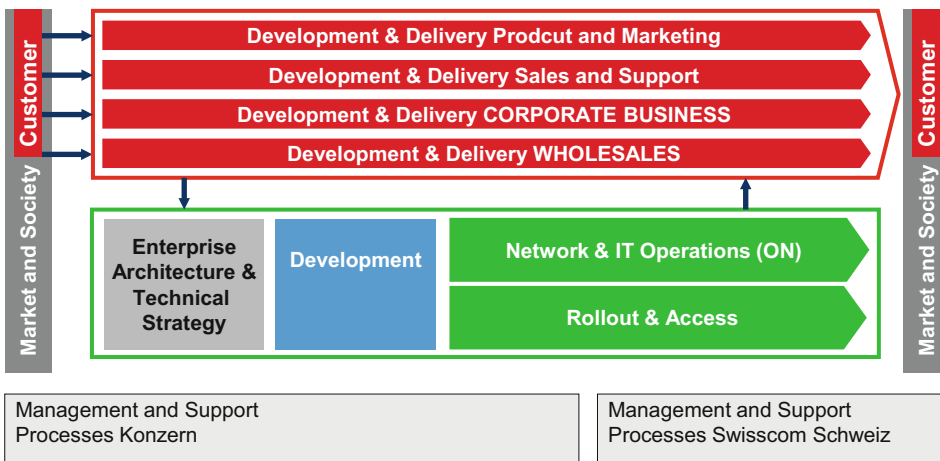 Customer
Market and Society
Development & Delivery Prodcut and Marketing
Development & Delivery Sales and Support
Development & Delivery CORPORATE BUSINESS
Development & Delivery WHOLESALES
Customer
Market and Society
Enterprise
Architecture &
Technical
Strategy
Development
Network & IT Operations (ON)
Rollout & Access
Management and Support
Processes Konzern
Management and Support
Processes Swisscom Schweiz